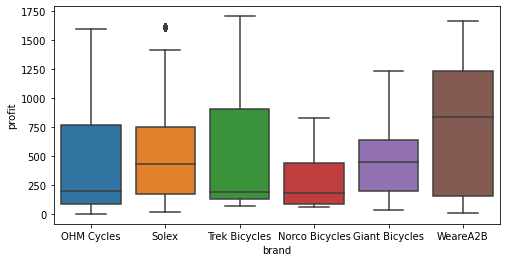 1750
1500
1250
1000
750
500
250
0
profit
OHM Cycles
Solex
Trek Bicycles
Norco Bicycles
Giant Bicycles
WeareA2B
brand